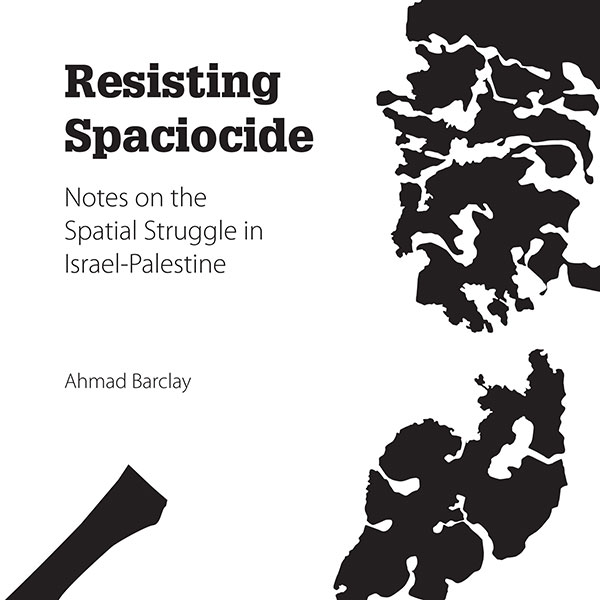 Resisting
Spaciocide
Notes on the
Spatial Struggle in
Israel-Palestine
Ahmad Barclay